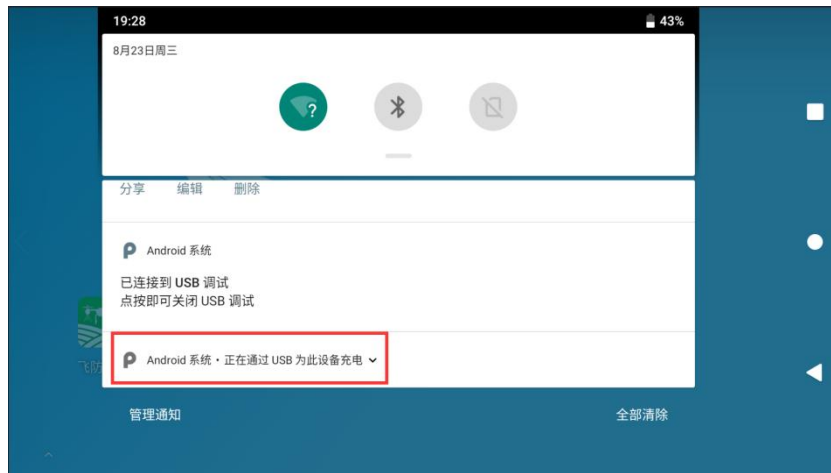 19:28
43%
8月23日周三
?
分享 编辑 删除
Android 系统
已连接到 USB 调试
点按即可关闭 USB 调试
Android 系统 • 正在通过 USB 为此设备充电
飞防
管理通知
全部清除